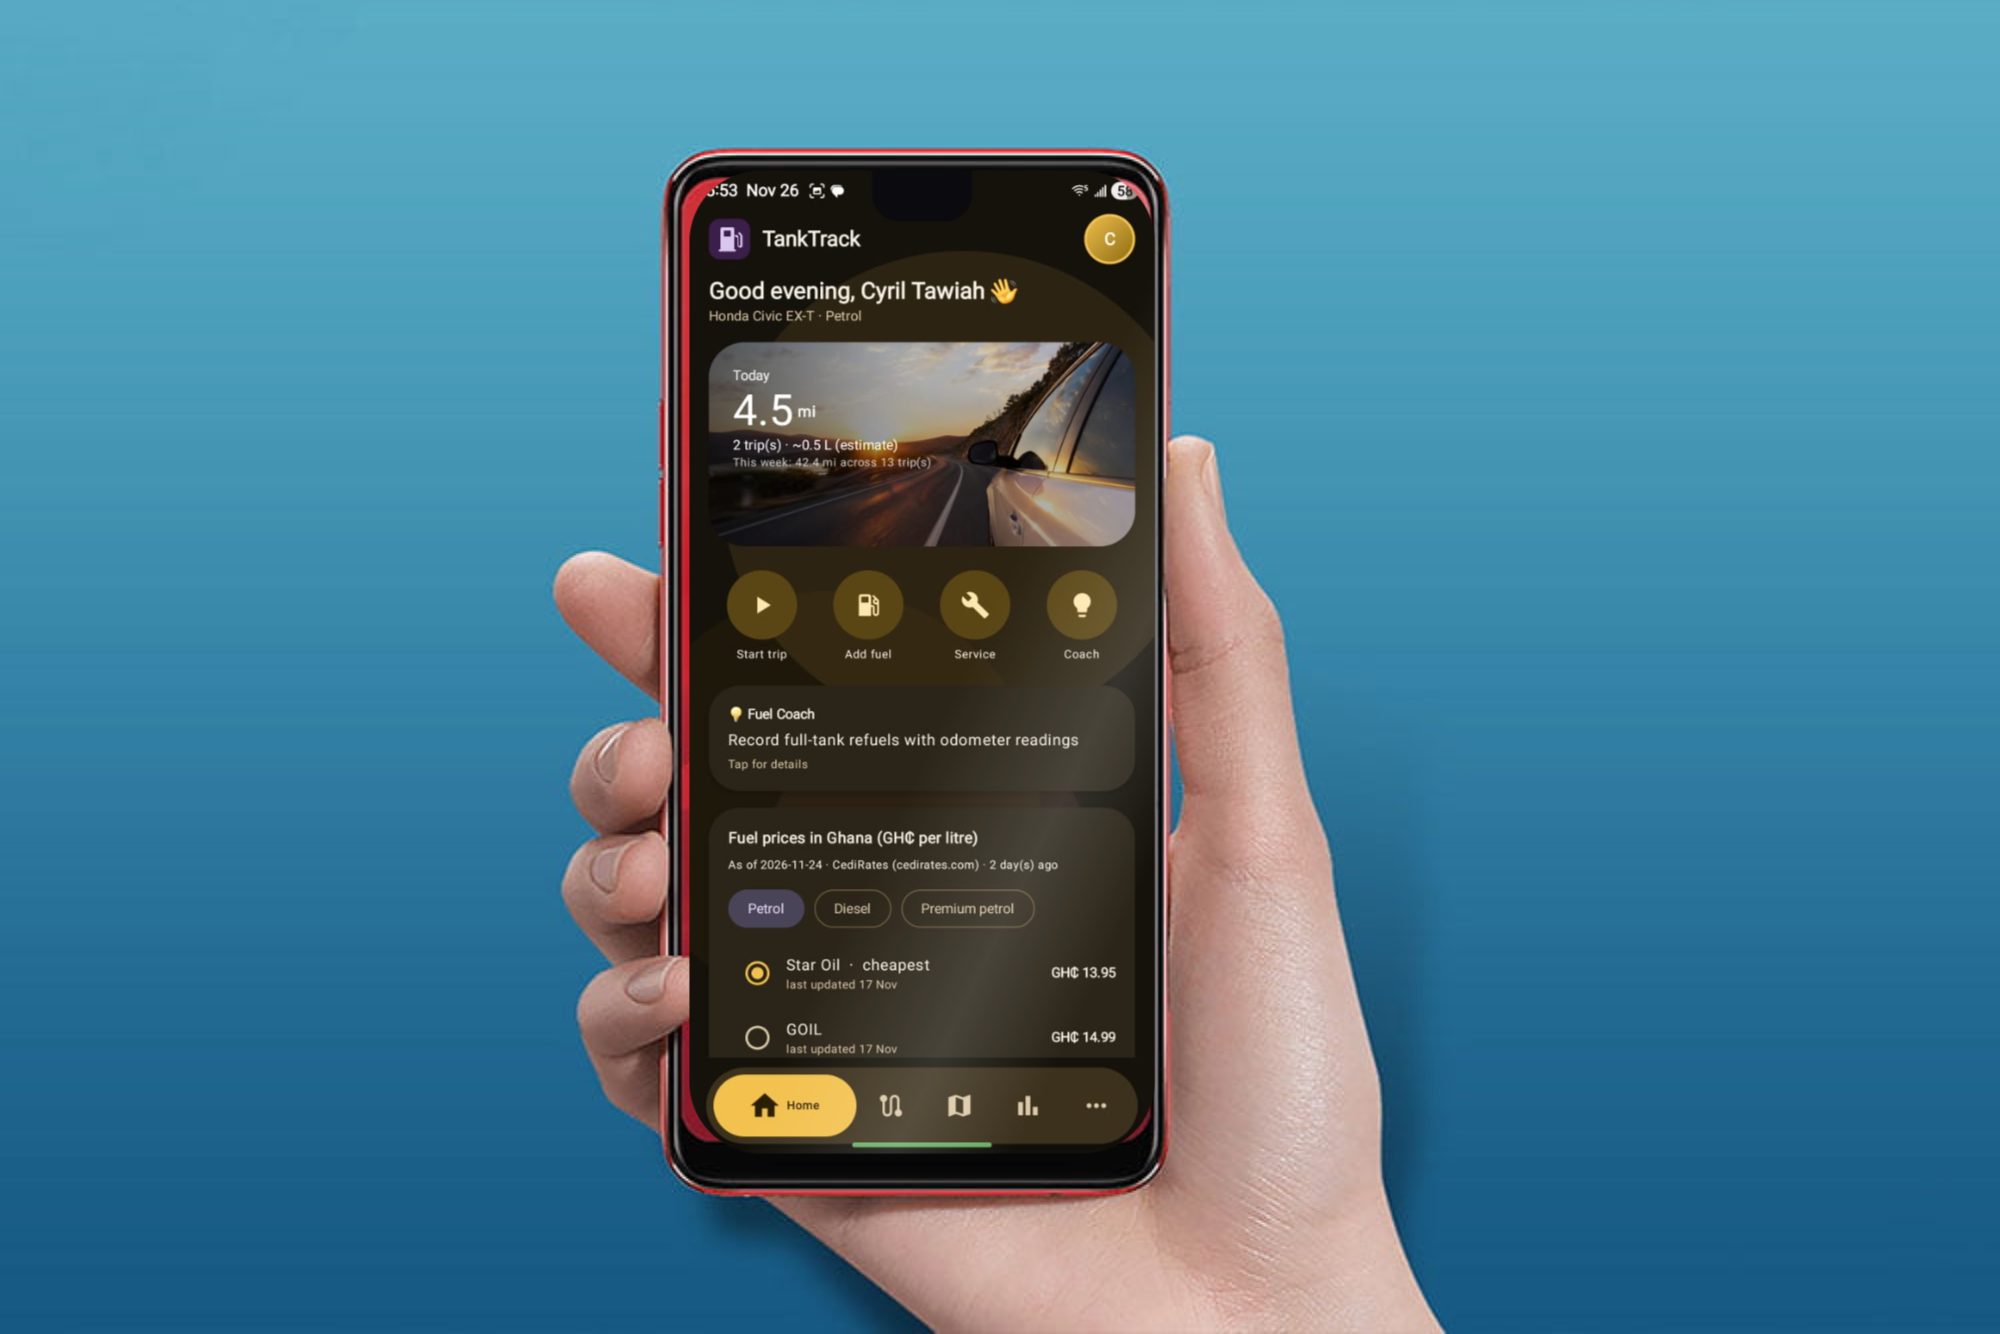 :53 Nov 26
58
TankTrack
C
Good evening, Cyril Tawiah 👋
Honda Civic EX-T · Petrol
Today
4.5 mi
2 trip(s) · ~0.5 L (estimate)
This week: 42.4 mi across 13 trip(s)
Start trip
Add fuel
Service
Coach
💡 Fuel Coach
Record full-tank refuels with odometer readings
Tap for details
Fuel prices in Ghana (GH₵ per litre)
As of 2026-11-24 · CediRates (cedirates.com) · 2 day(s) ago
Petrol
Diesel
Premium petrol
Star Oil · cheapest
GH₵ 13.95
last updated 17 Nov
GOIL
GH₵ 14.99
last updated 17 Nov
Home